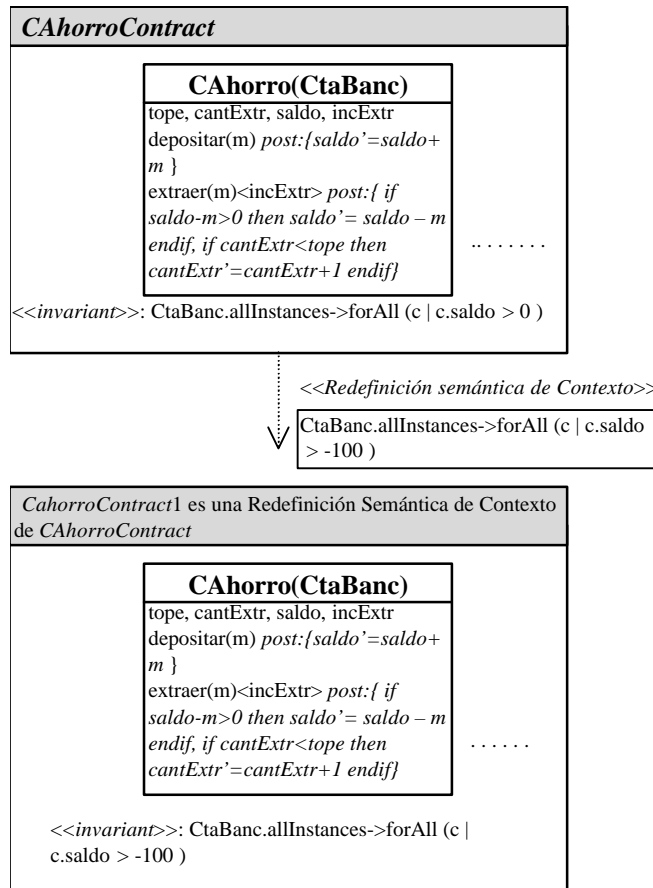 CAhorroContract
CAhorro(CtaBanc)
tope, cantExtr, saldo, incExtr
depositar(m) post:{saldo’=saldo+
m }
extraer(m)<incExtr> post:{ if
saldo-m>0 then saldo’= saldo – m
endif, if cantExtr<tope then
cantExtr’=cantExtr+1 endif}
.. . . . . . .
<<invariant>>: CtaBanc.allInstances->forAll (c | c.saldo > 0 )
<<Redefinición semántica de Contexto>>
CtaBanc.allInstances->forAll (c | c.saldo
> -100 )
CahorroContract1 es una Redefinición Semántica de Contexto
de CAhorroContract
CAhorro(CtaBanc)
tope, cantExtr, saldo, incExtr
depositar(m) post:{saldo’=saldo+
m }
extraer(m)<incExtr> post:{ if
saldo-m>0 then saldo’= saldo – m
endif, if cantExtr<tope then
cantExtr’=cantExtr+1 endif}
. . . . . .
<<invariant>>: CtaBanc.allInstances->forAll (c |
c.saldo > -100 )